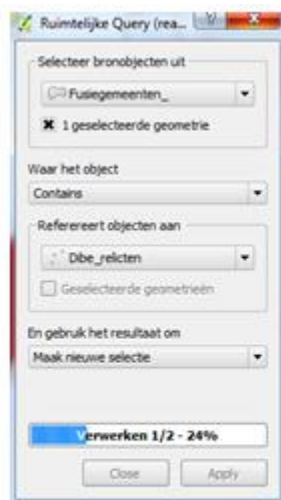 Ruimtelijke Query (rea...
Selecteer bronobjecten uit
Fusiegemeenten_
1 geselecteerde geometrie
Waar het object
Contains
Refereert objecten aan
Dibe_relicten
Geselecteerde geometrieën
En gebruik het resultaat om
Maak nieuwe selectie
Verwerken 1/2 - 24%
Close Apply